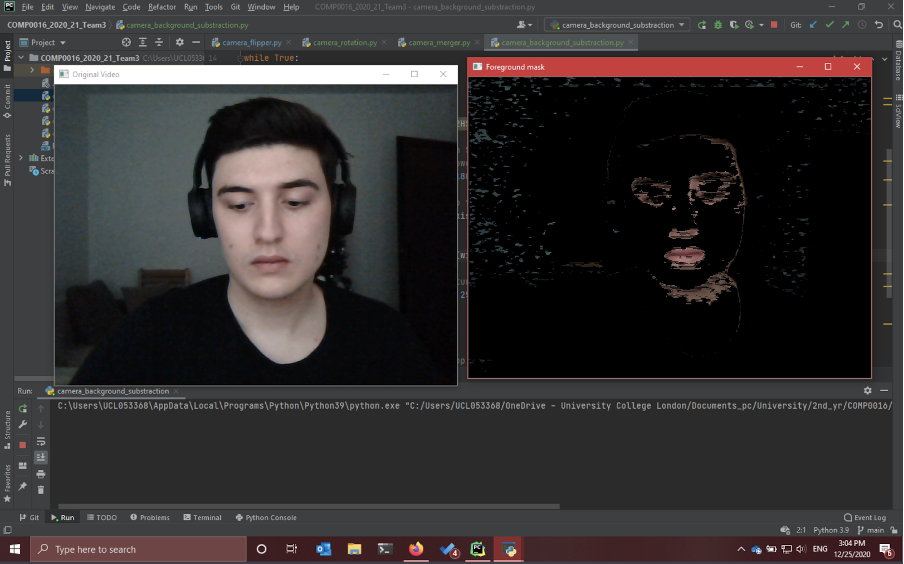 File Edit View Navigate Code Refactor Run Tools Git Window Help COMP0016_2020_21_Team3 - camera_background_substraction.py
COMP0016_2020_21_Team3 camera_background_substraction.py camera_background_substraction Git:
Project camera_flipper.py camera_rotation.py camera_merger.py camera_background_substraction.py
COMP0016_2020_21_Team3 C:\Users\UCL05336 14 while True:
Original Video
Foreground mask
Project
Commit
Pull Requests
Structure
Favorites
Database
SciView
Run: camera_background_substraction
C:\Users\UCL053368\AppData\Local\Programs\Python\Python39\python.exe "C:/Users/UCL053368/OneDrive - University College London/Documents_pc/University/2nd_yr/COMP0016/
Git Run TODO Problems Terminal Python Console Event Log
2:1 Python 3.9 main
Type here to search 4 ENG 3:04 PM
12/25/2020 6